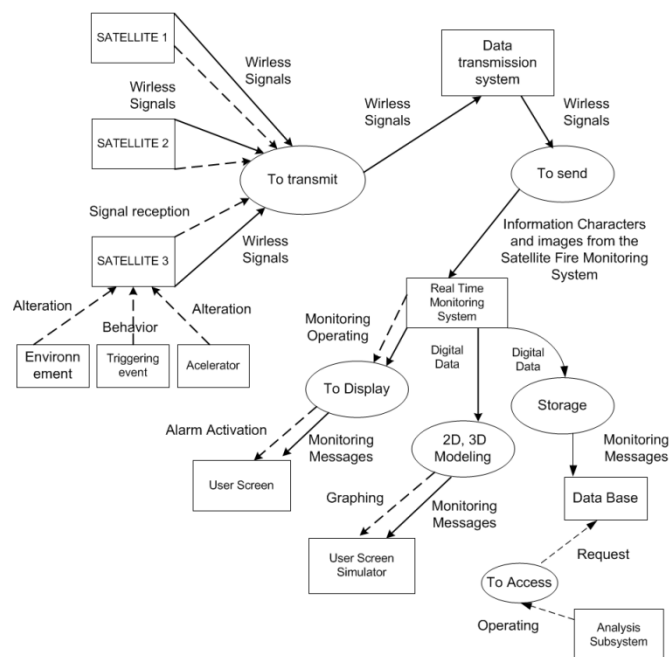 SATELLITE 1
Wirless
Signals
Data
transmission
system
Wirless
Signals
SATELLITE 2
Wirless
Signals
Wirless
Signals
To transmit
To send
Signal reception
Wirless
Signals
SATELLITE 3
Information Characters
and images from the
Satellite Fire Monitoring
System
Alteration
Behavior
Alteration
Environn
ement
Triggering
event
Acelerator
Real Time
Monitoring
System
Monitoring
Operating
Digital
Data
Digital
Data
To Display
Storage
Alarm Activation
Monitoring
Messages
2D, 3D
Modeling
Monitoring
Messages
User Screen
Graphing
Monitoring
Messages
Data Base
User Screen
Simulator
Request
To Access
Operating
Analysis
Subsystem